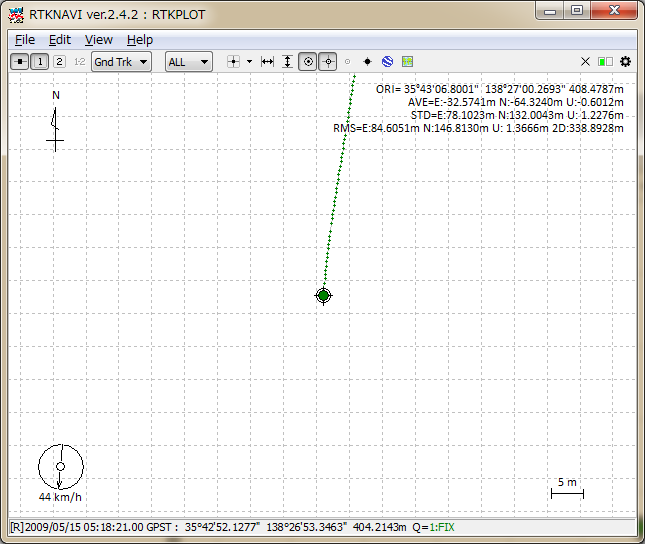 RTKNAVI ver.2.4.2 : RTKPLOT
File Edit View Help
1 2 1-2 Gnd Trk ALL
ORI= 35°43'06.8001" 138°27'00.2693" 408.4787m
N
AVE=E:-32.5741m N:-64.3240m U:-0.6012m
STD=E:78.1023m N:132.0043m U: 1.2276m
RMS=E:84.6051m N:146.8130m U: 1.3666m 2D:338.8928m
5 m
44 km/h
[R]2009/05/15 05:18:21.00 GPST : 35°42'52.1277" 138°26'53.3463" 404.2143m Q=1:FIX